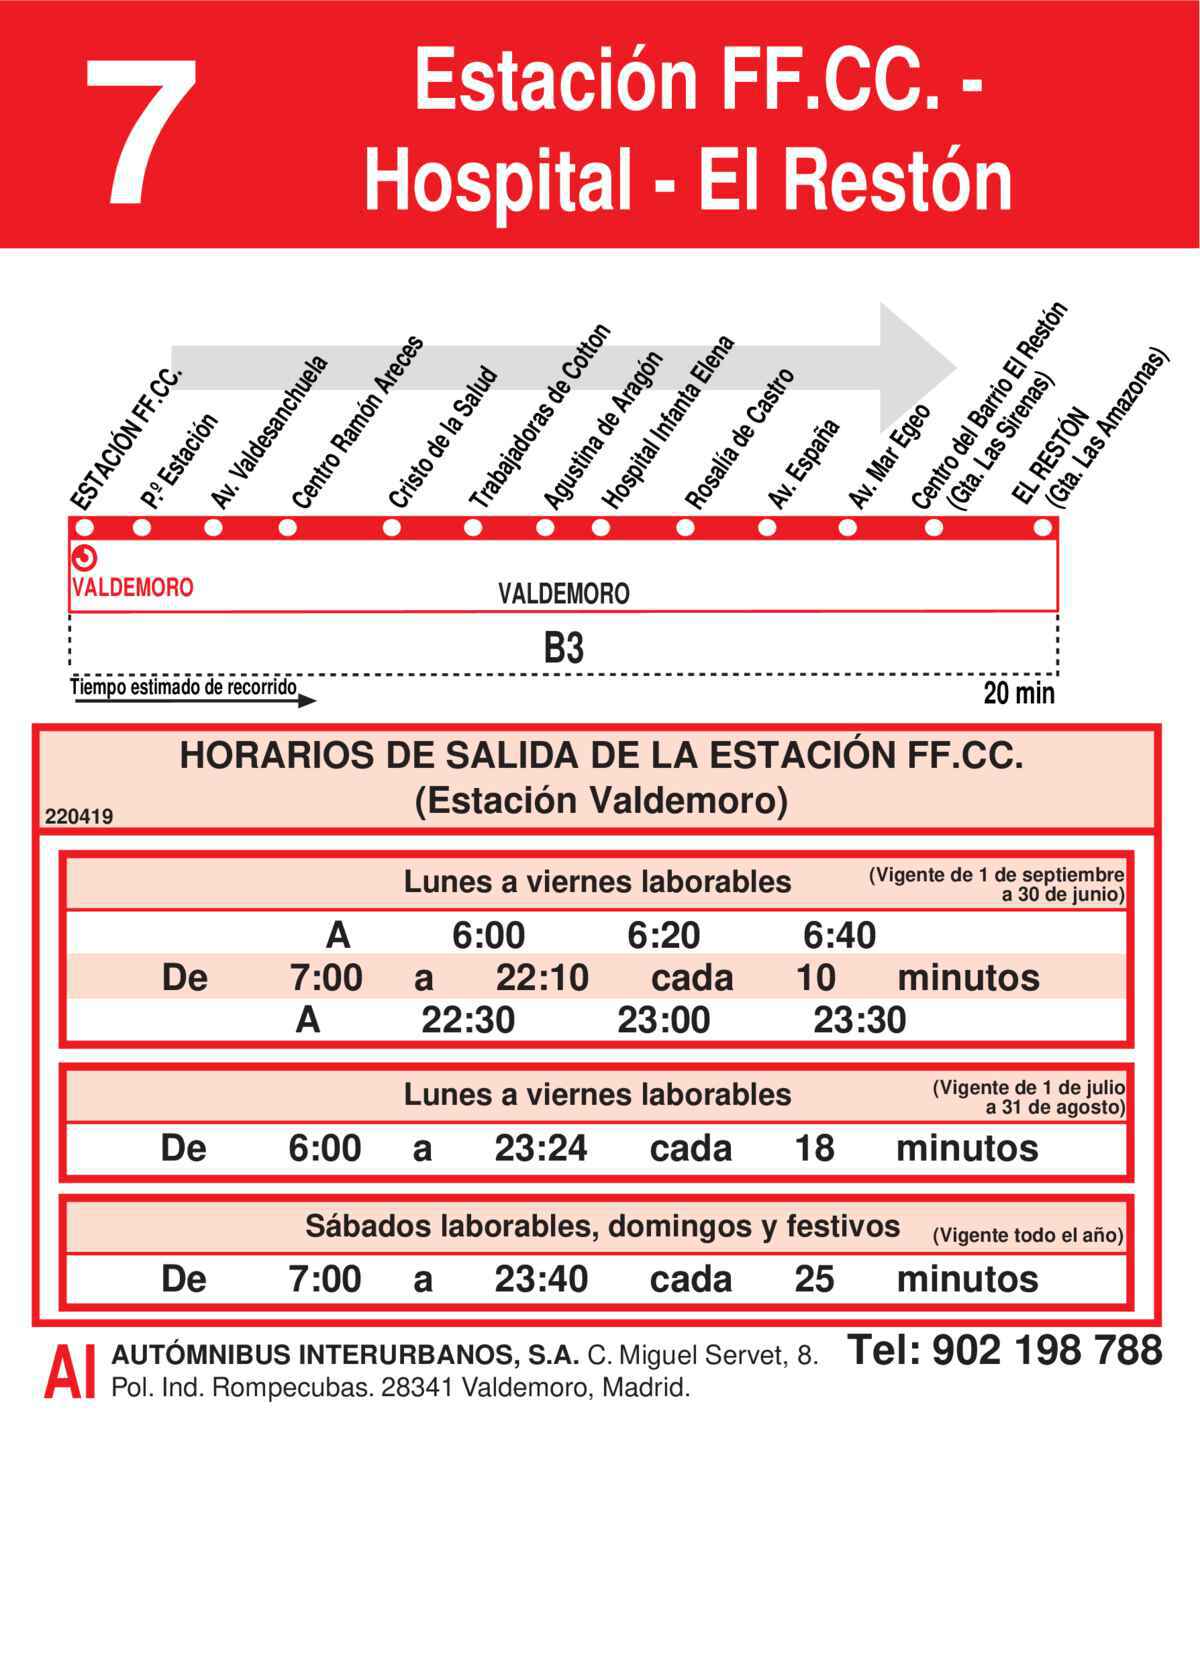 7
Estación FF.CC. -
Hospital - El Restón
ESTACIÓN FF.CC.
P.º Estación
Av. Valdesanchuela
Centro Ramón Areces
Cristo de la Salud
Trabajadoras de Cotton
Agustina de Aragón
Hospital Infanta Elena
Rosalía de Castro
Av. España
Av. Mar Egeo
Centro del Barrio El Restón
(Gta. Las Sirenas)
EL RESTÓN
(Gta. Las Amazonas)
VALDEMORO
VALDEMORO
B3
Tiempo estimado de recorrido
20 min
HORARIOS DE SALIDA DE LA ESTACIÓN FF.CC.
(Estación Valdemoro)
220419
Lunes a viernes laborables (Vigente de 1 de septiembre
a 30 de junio)
A 6:00 6:20 6:40
De 7:00 a 22:10 cada 10 minutos
A 22:30 23:00 23:30
Lunes a viernes laborables (Vigente de 1 de julio
a 31 de agosto)
De 6:00 a 23:24 cada 18 minutos
Sábados laborables, domingos y festivos (Vigente todo el año)
De 7:00 a 23:40 cada 25 minutos
AI
AUTÓMNIBUS INTERURBANOS, S.A. C. Miguel Servet, 8. Tel: 902 198 788
Pol. Ind. Rompecubas. 28341 Valdemoro, Madrid.